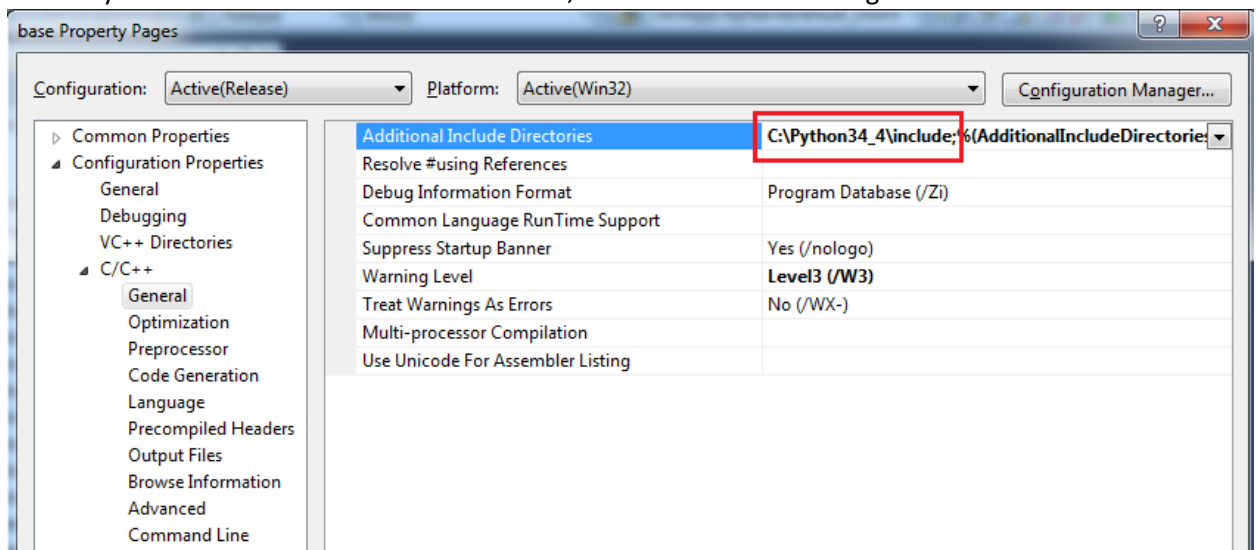 base Property Pages
Configuration: Active(Release) Platform: Active(Win32) Configuration Manager...
Common Properties
Configuration Properties
General
Debugging
VC++ Directories
C/C++
General
Optimization
Preprocessor
Code Generation
Language
Precompiled Headers
Output Files
Browse Information
Advanced
Command Line
Additional Include Directories C:\Python34_4\include;%(AdditionalIncludeDirectories
Resolve #using References
Debug Information Format Program Database (/Zi)
Common Language RunTime Support
Suppress Startup Banner Yes (/nologo)
Warning Level Level3 (/W3)
Treat Warnings As Errors No (/WX-)
Multi-processor Compilation
Use Unicode For Assembler Listing